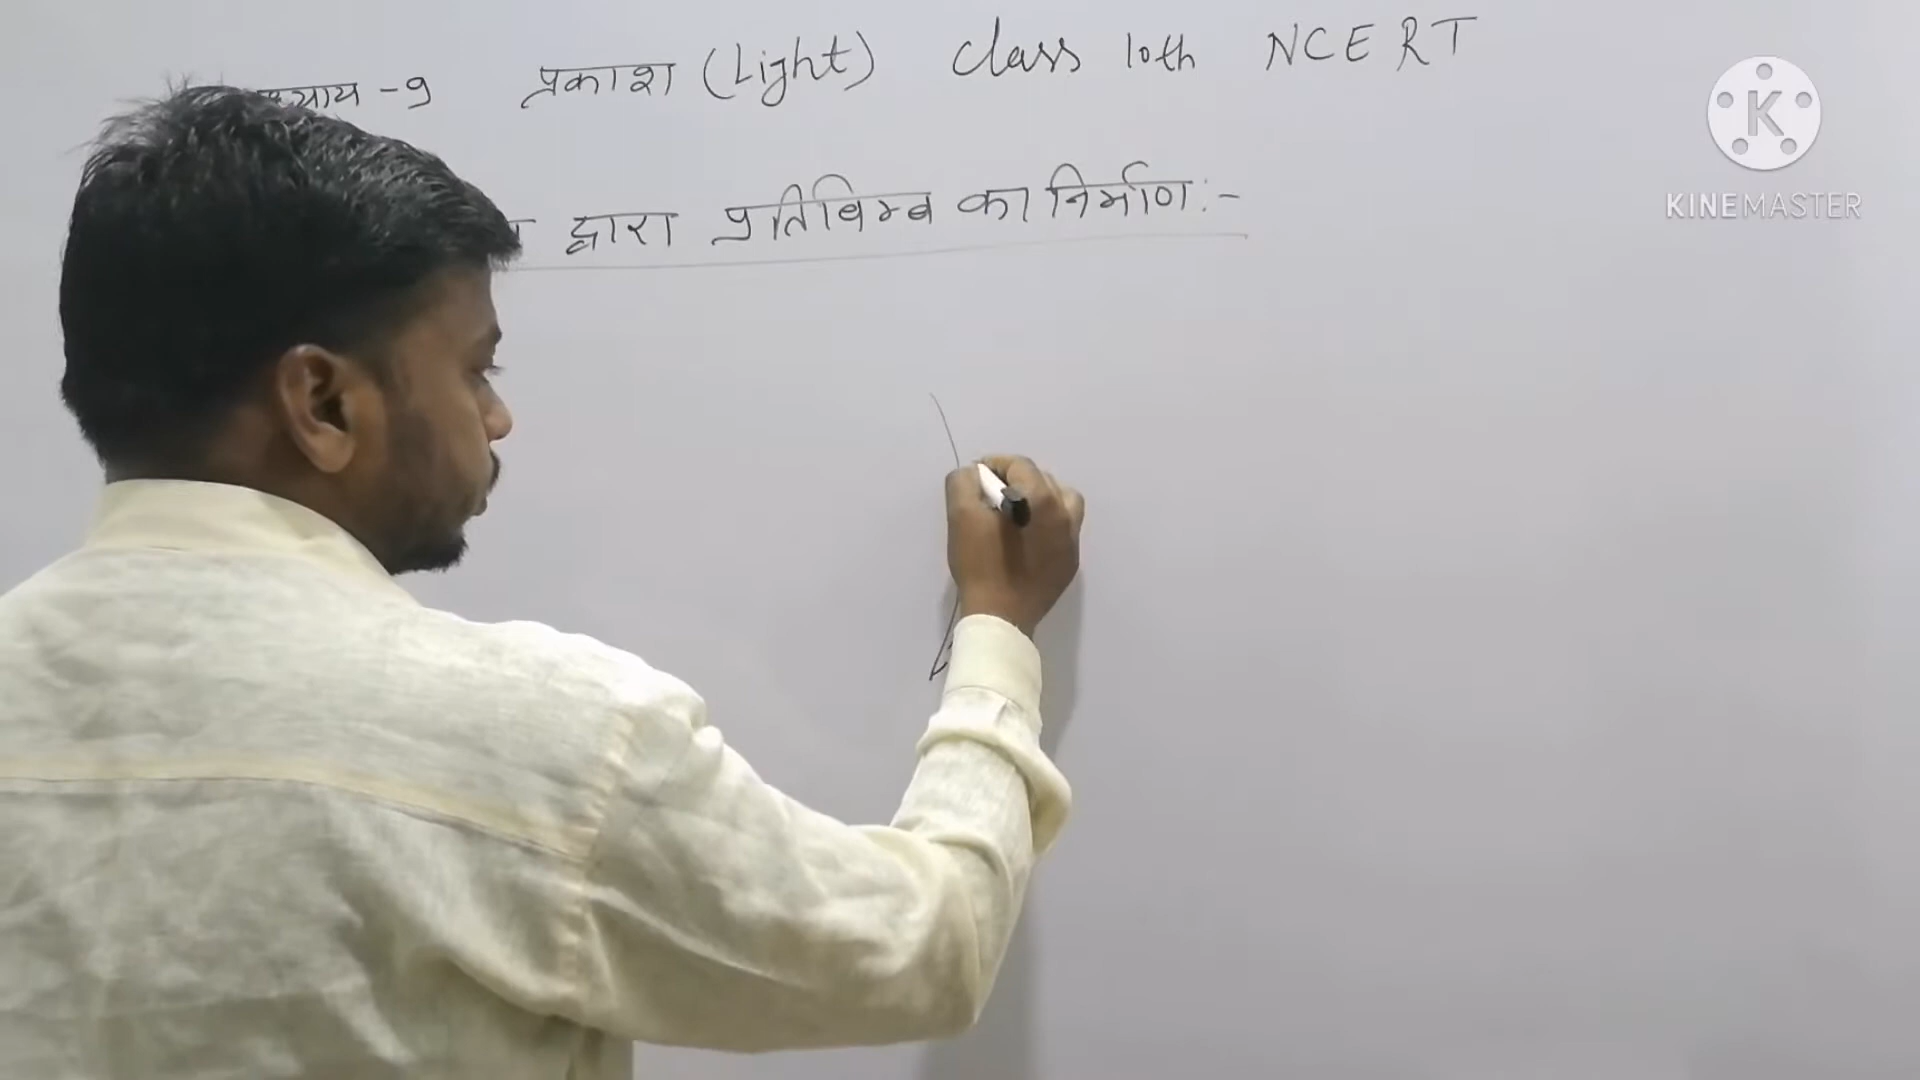 -9 प्रकाश (Light) Class 10th NCERT
द्वारा प्रतिबिम्ब का निर्माण:-
K
KINEMASTER